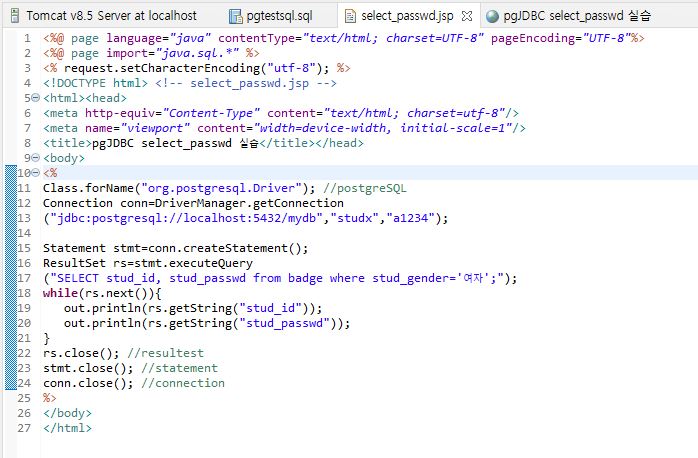 Tomcat v8.5 Server at localhost
pgtestsql.sql
select_passwd.jsp
pgJDBC select_passwd 실습
1 <%@ page language="java" contentType="text/html; charset=UTF-8" pageEncoding="UTF-8"%>
2 <%@ page import="java.sql.*" %>
3 <% request.setCharacterEncoding("utf-8"); %>
4 <!DOCTYPE html> <!-- select_passwd.jsp -->
5 <html><head>
6 <meta http-equiv="Content-Type" content="text/html; charset=utf-8"/>
7 <meta name="viewport" content="width=device-width, initial-scale=1"/>
8 <title>pgJDBC select_passwd 실습</title></head>
9 <body>
10 <%
11 Class.forName("org.postgresql.Driver"); //postgreSQL
12 Connection conn=DriverManager.getConnection
13 ("jdbc:postgresql://localhost:5432/mydb","studx","a1234");
14
15 Statement stmt=conn.createStatement();
16 ResultSet rs=stmt.executeQuery
17 ("SELECT stud_id, stud_passwd from badge where stud_gender='여자';");
18 while(rs.next()){
19 out.println(rs.getString("stud_id"));
20 out.println(rs.getString("stud_passwd"));
21 }
22 rs.close(); //resultest
23 stmt.close(); //statement
24 conn.close(); //connection
25 %>
26 </body>
27 </html>